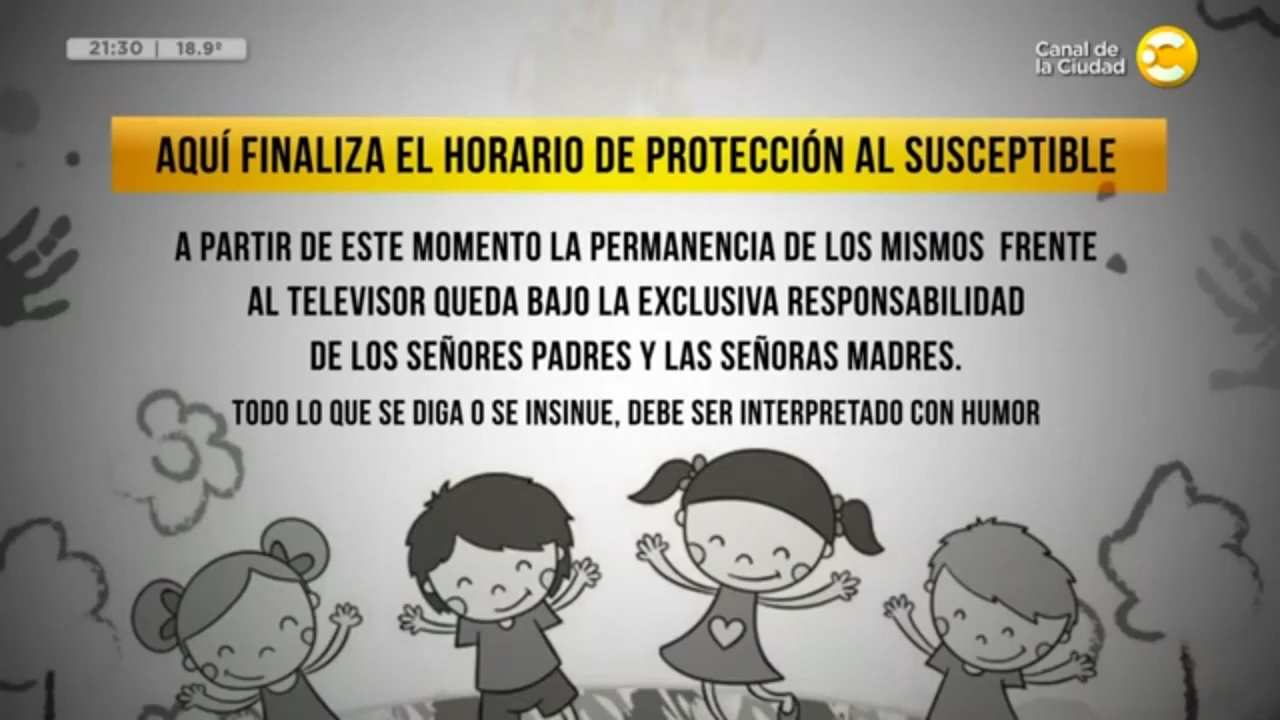 21:30 | 18.9º
Canal de
la Ciudad
AQUÍ FINALIZA EL HORARIO DE PROTECCIÓN AL SUSCEPTIBLE
A PARTIR DE ESTE MOMENTO LA PERMANENCIA DE LOS MISMOS FRENTE
AL TELEVISOR QUEDA BAJO LA EXCLUSIVA RESPONSABILIDAD
DE LOS SEÑORES PADRES Y LAS SEÑORAS MADRES.
TODO LO QUE SE DIGA O SE INSINUE, DEBE SER INTERPRETADO CON HUMOR